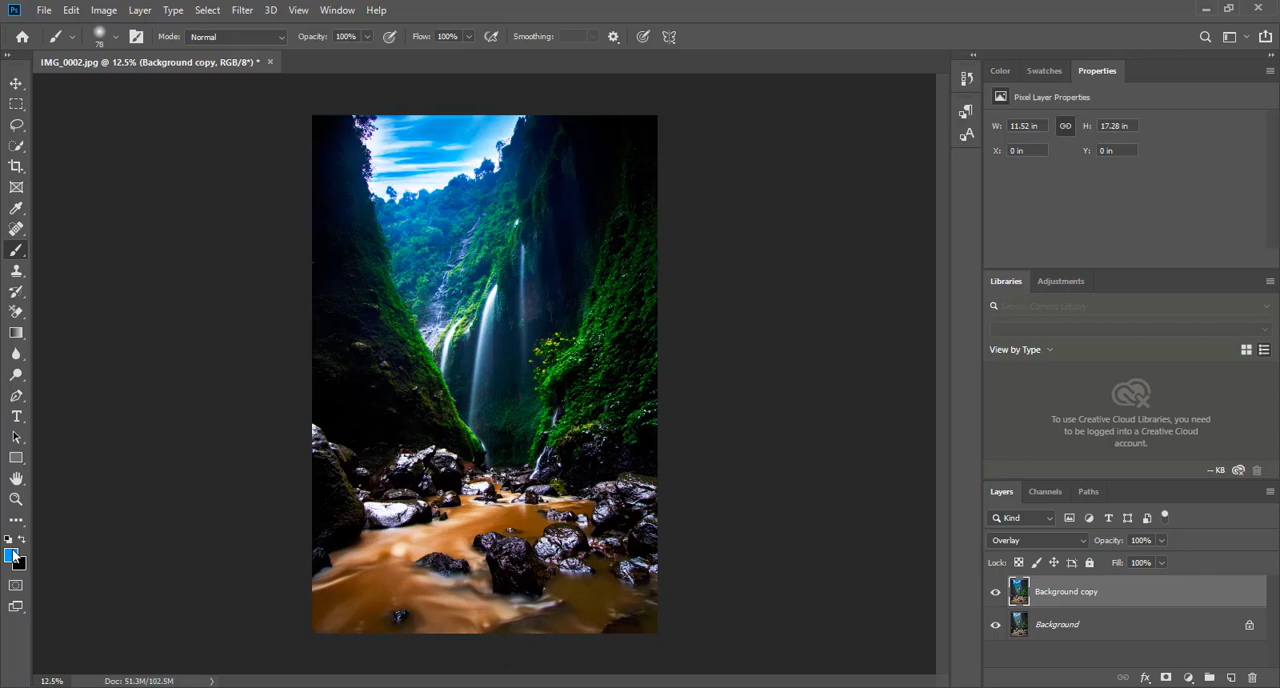 Ps File Edit Image Layer Type Select Filter 3D View Window Help
78 Mode: Normal Opacity: 100% Flow: 100% Smoothing:
IMG_0002.jpg @ 12.5% (Background copy, RGB/8*) * ×
Color Swatches Properties
Pixel Layer Properties
W: 11.52 in H: 17.28 in
X: 0 in Y: 0 in
Libraries Adjustments
View by Type
To use Creative Cloud Libraries, you need
to be logged into a Creative Cloud
account.
-- KB
Layers Channels Paths
Kind
Overlay Opacity: 100%
Lock: Fill: 100%
Background copy
Background
12.5% Doc: 51.3M/102.5M